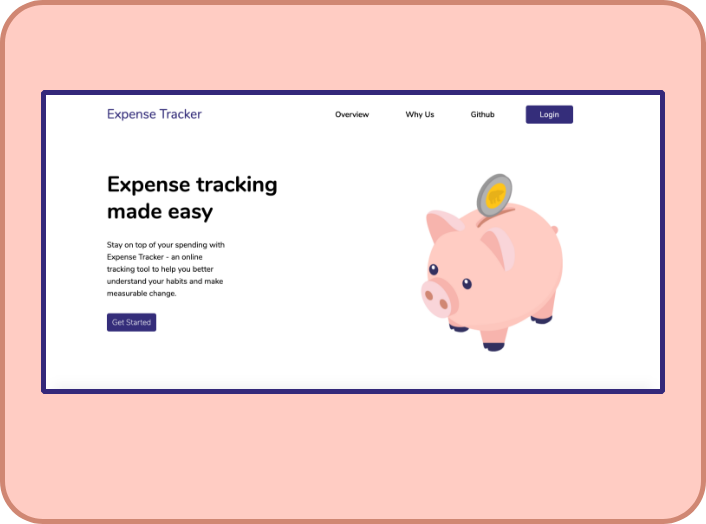 Expense Tracker
Overview
Why Us
Github
Login
Expense tracking
made easy
Stay on top of your spending with
Expense Tracker - an online
tracking tool to help you better
understand your habits and make
measurable change.
Get Started